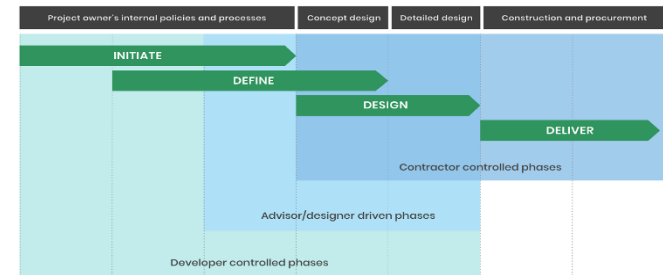 Project owner's internal policies and processes
Concept design
Detailed design
Construction and procurement
INITIATE
DEFINE
DESIGN
DELIVER
Contractor controlled phases
Advisor/designer driven phases
Developer controlled phases